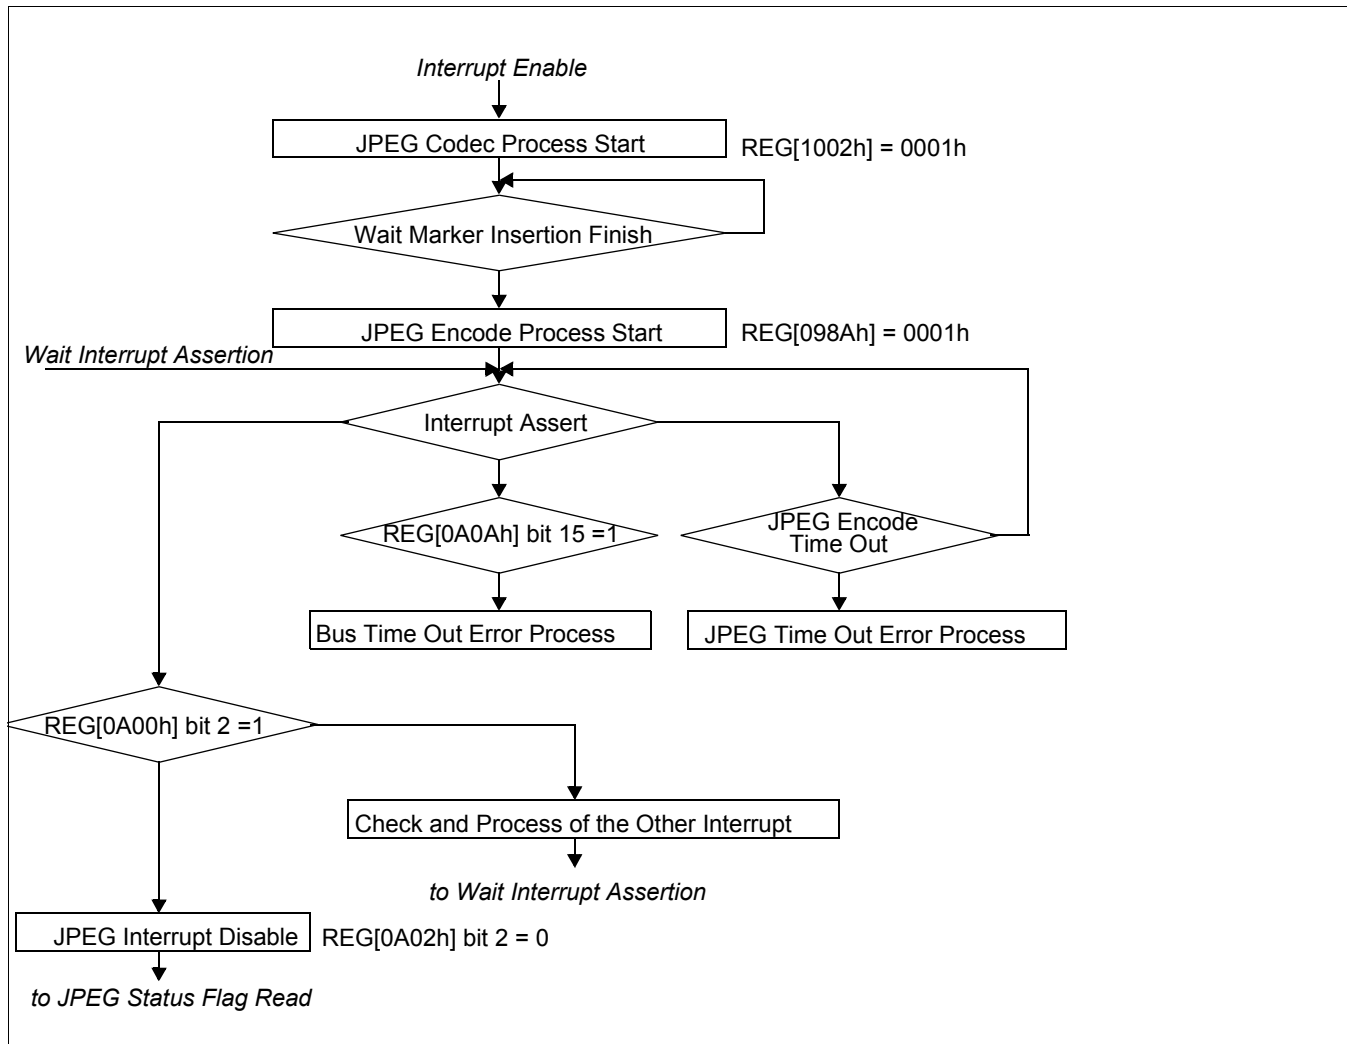 Interrupt Enable
JPEG Codec Process Start
REG[1002h] = 0001h
Wait Marker Insertion Finish
JPEG Encode Process Start
REG[098Ah] = 0001h
Wait Interrupt Assertion
Interrupt Assert
REG[0A0Ah] bit 15 =1
JPEG Encode
Time Out
Bus Time Out Error Process
JPEG Time Out Error Process
REG[0A00h] bit 2 =1
Check and Process of the Other Interrupt
to Wait Interrupt Assertion
JPEG Interrupt Disable
REG[0A02h] bit 2 = 0
to JPEG Status Flag Read